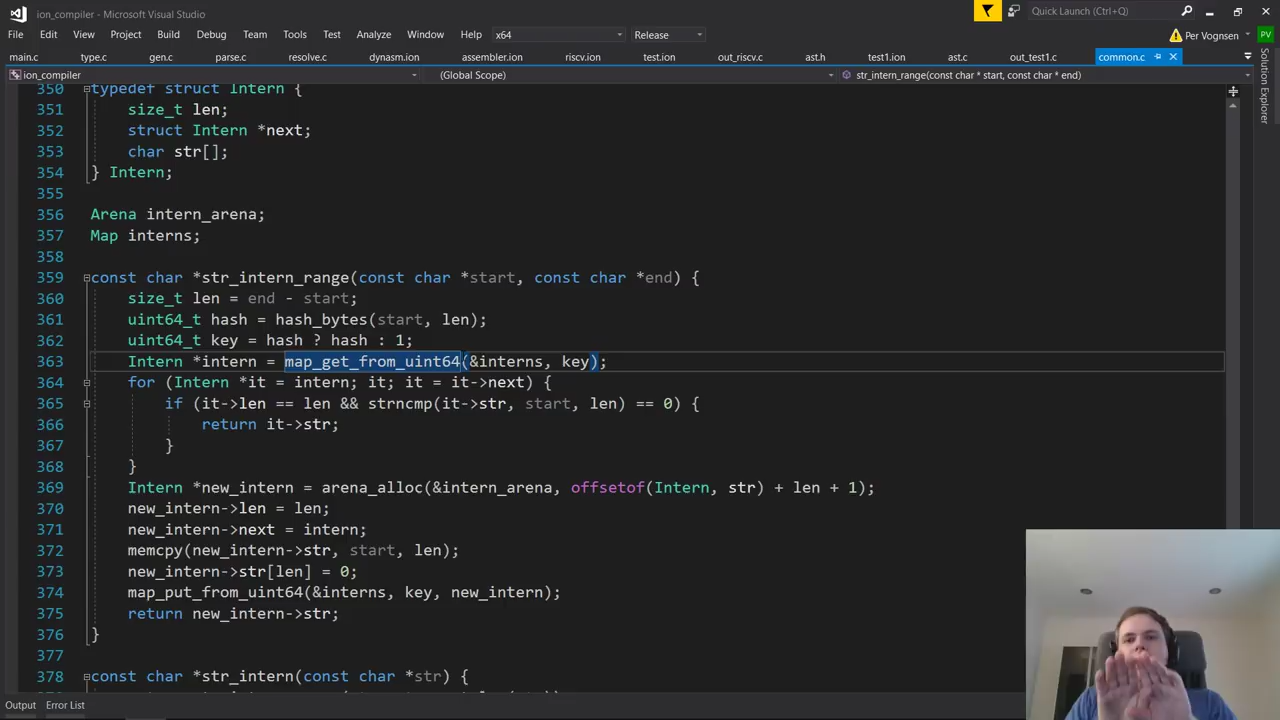 ion_compiler - Microsoft Visual Studio
Quick Launch (Ctrl+Q)
File Edit View Project Build Debug Team Tools Test Analyze Window Help x64 Release Per Vognsen PV
main.c type.c gen.c parse.c resolve.c dynasm.ion assembler.ion riscv.ion test.ion out_riscv.c ast.h test1.ion ast.c out_test1.c common.c
ion_compiler (Global Scope) str_intern_range(const char * start, const char * end)
Solution Explorer
350 typedef struct Intern {
351 size_t len;
352 struct Intern *next;
353 char str[];
354 } Intern;
355
356 Arena intern_arena;
357 Map interns;
358
359 const char *str_intern_range(const char *start, const char *end) {
360 size_t len = end - start;
361 uint64_t hash = hash_bytes(start, len);
362 uint64_t key = hash ? hash : 1;
363 Intern *intern = map_get_from_uint64(&interns, key);
364 for (Intern *it = intern; it; it = it->next) {
365 if (it->len == len && strncmp(it->str, start, len) == 0) {
366 return it->str;
367 }
368 }
369 Intern *new_intern = arena_alloc(&intern_arena, offsetof(Intern, str) + len + 1);
370 new_intern->len = len;
371 new_intern->next = intern;
372 memcpy(new_intern->str, start, len);
373 new_intern->str[len] = 0;
374 map_put_from_uint64(&interns, key, new_intern);
375 return new_intern->str;
376 }
377
378 const char *str_intern(const char *str) {
Output Error List